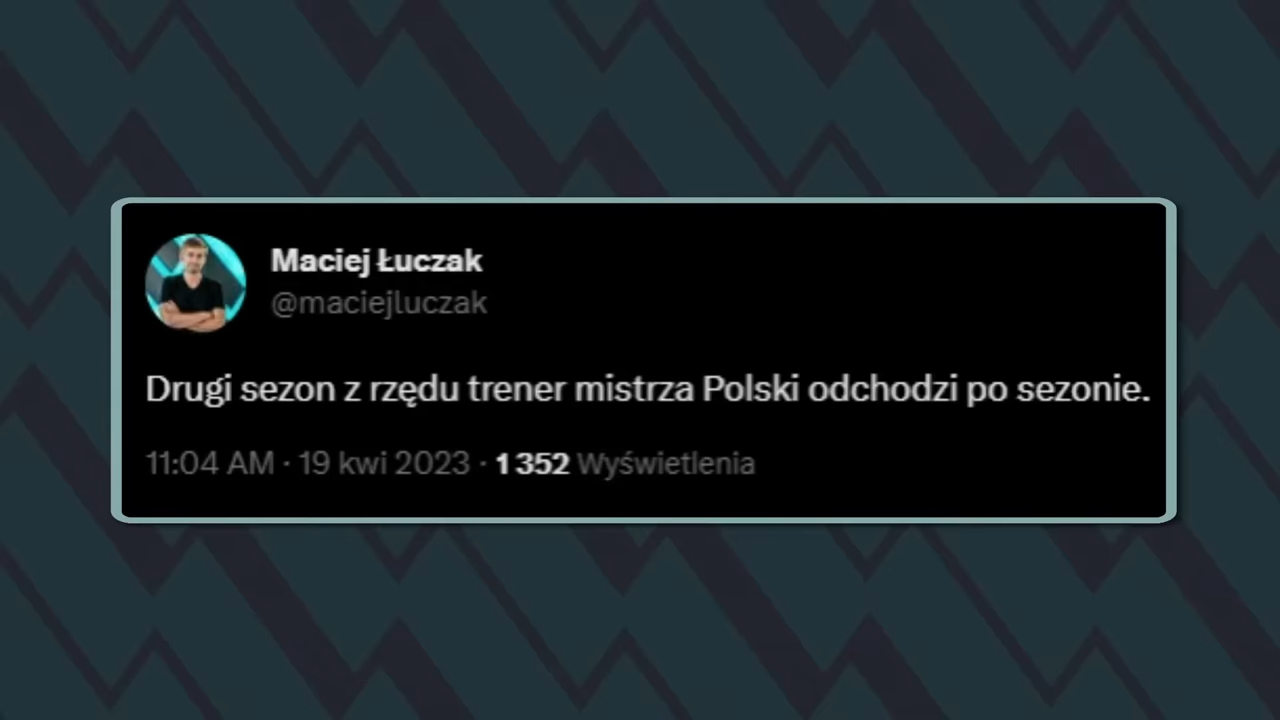 Maciej Łuczak
@maciejluczak
Drugi sezon z rzędu trener mistrza Polski odchodzi po sezonie.
11:04 AM · 19 kwi 2023 · 1 352 Wyświetlenia